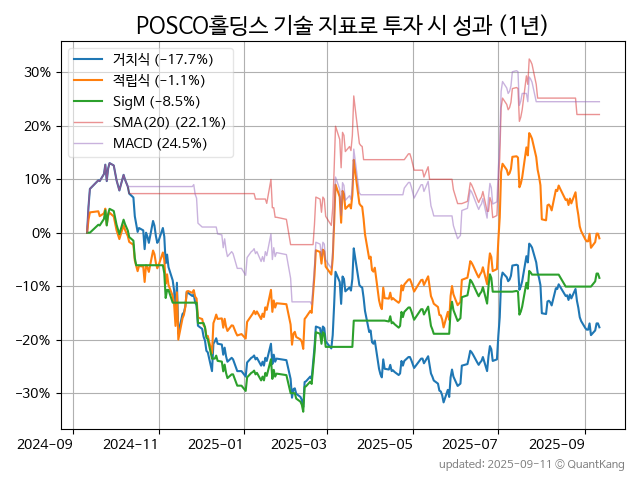 POSCO홀딩스 기술 지표로 투자 시 성과 (1년)
거치식 (−17.7%)
적립식 (−1.1%)
SigM (−8.5%)
SMA(20) (22.1%)
MACD (24.5%)
30%
20%
10%
0%
−10%
−20%
−30%
2024-09 2024-11 2025-01 2025-03 2025-05 2025-07 2025-09
updated: 2025-09-11 ⓒ QuantKang